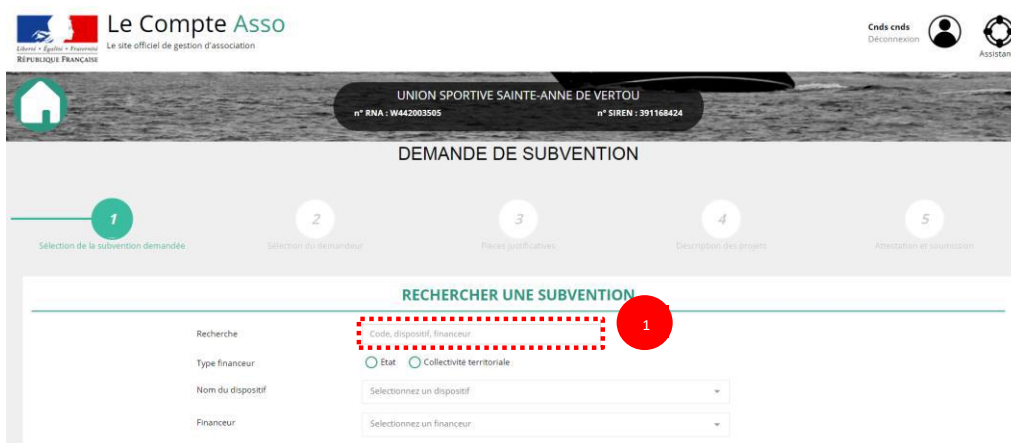 Le Compte Asso
Le site officiel de gestion d'association
Liberté • Égalité • Fraternité
RÉPUBLIQUE FRANÇAISE
Cnds cnds
Déconnexion
Assistan
UNION SPORTIVE SAINTE-ANNE DE VERTOU
n° RNA : W442003505 n° SIREN : 391168424
DEMANDE DE SUBVENTION
1 2 3 4 5
Sélection de la subvention demandée Sélection du demandeur Pièces justificatives Description des projets Attestation et soumission
RECHERCHER UNE SUBVENTION
1
Recherche Code, dispositif, financeur
Type financeur Etat Collectivité territoriale
Nom du dispositif Selectionnez un dispositif
Financeur Selectionnez un financeur